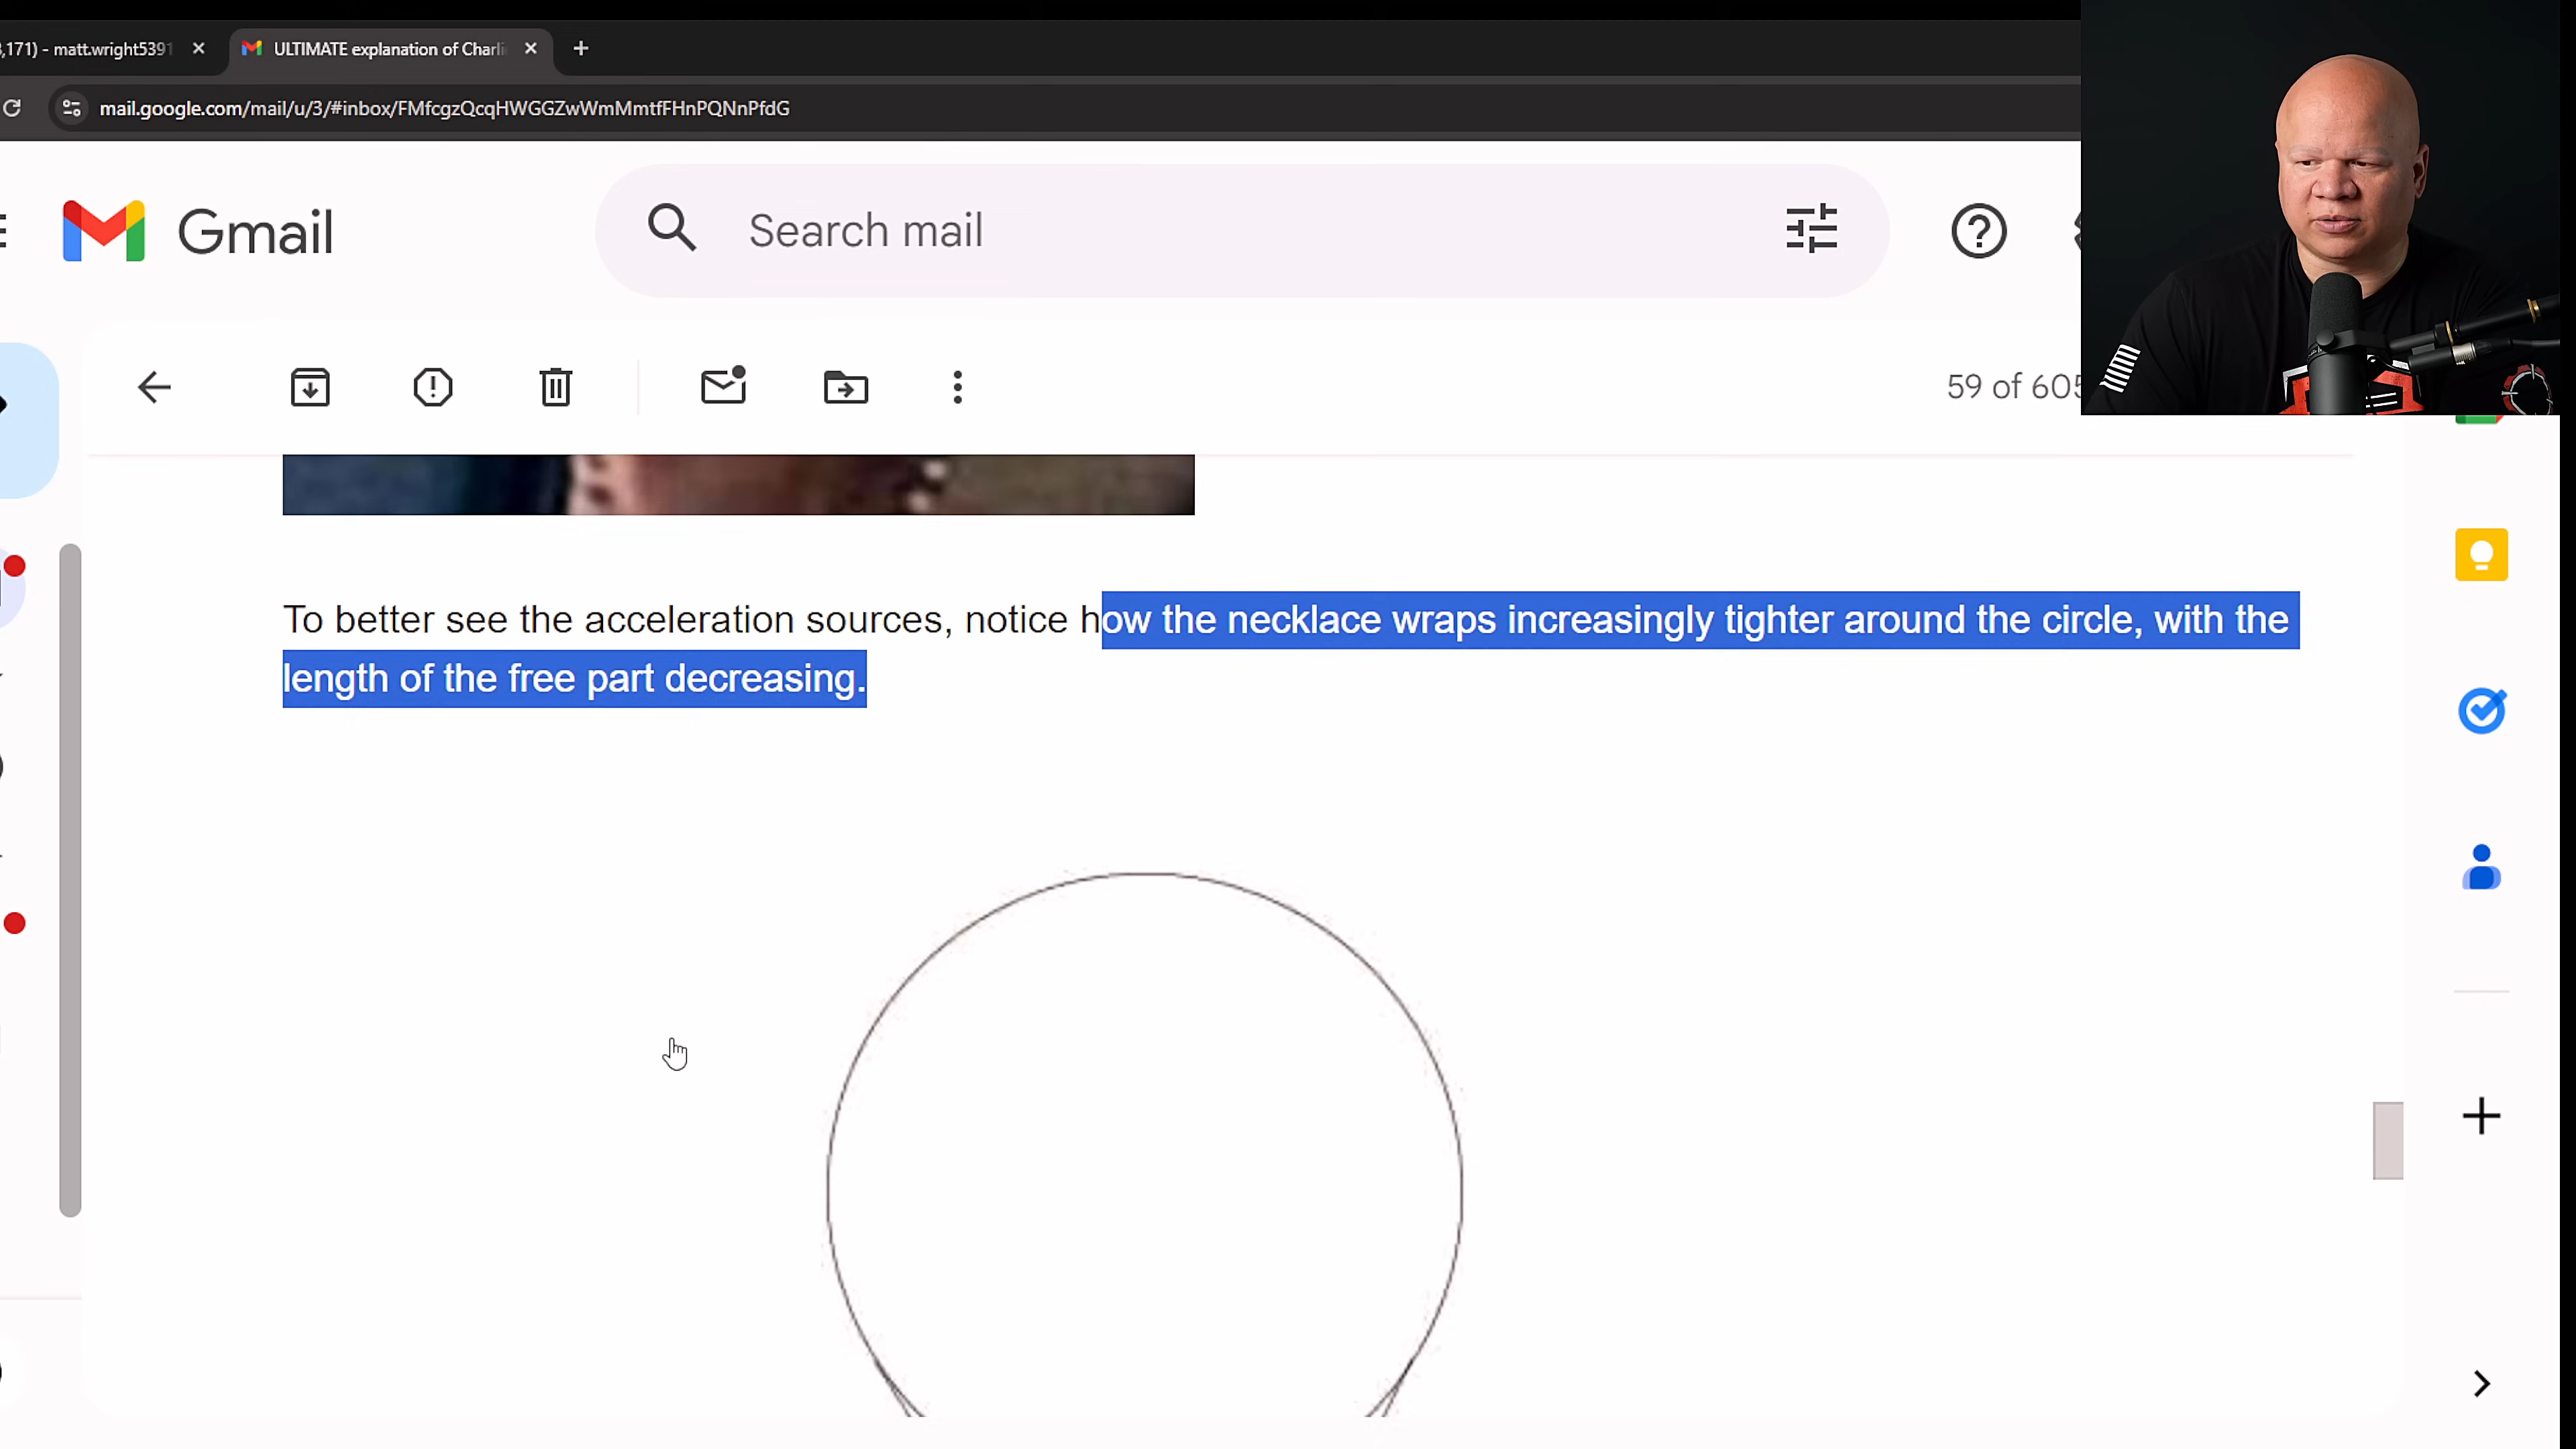 ,171) - matt.wright5391
ULTIMATE explanation of Charli
mail.google.com/mail/u/3/#inbox/FMfcgzQcqHWGGZwWmMmtfFHnPQNnPfdG
Gmail
Search mail
59 of 605
To better see the acceleration sources, notice how the necklace wraps increasingly tighter around the circle, with the
length of the free part decreasing.